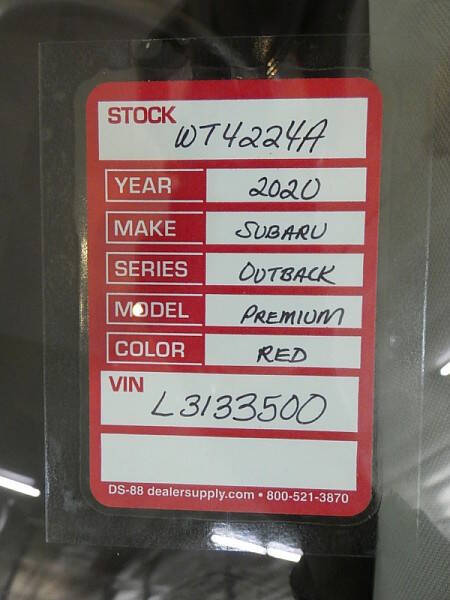 STOCK WT4224A
YEAR 2020
MAKE SUBARU
SERIES OUTBACK
MODEL PREMIUM
COLOR RED
VIN L3133500
DS-88 dealersupply.com • 800-521-3870